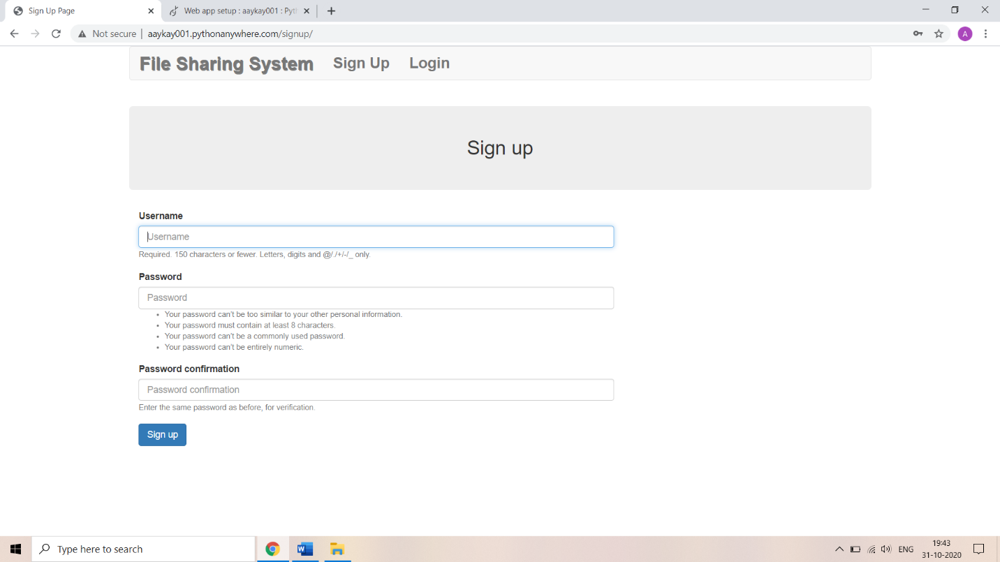 Sign Up Page
Web app setup : aaykay001 : Pyt
Not secure
aaykay001.pythonanywhere.com/signup/
A
File Sharing System Sign Up Login
Sign up
Username
Username
Required. 150 characters or fewer. Letters, digits and @/./+/-/_ only.
Password
Password
• Your password can't be too similar to your other personal information.
• Your password must contain at least 8 characters.
• Your password can't be a commonly used password.
• Your password can't be entirely numeric.
Password confirmation
Password confirmation
Enter the same password as before, for verification.
Sign up
Type here to search
W
ENG
19:43
31-10-2020